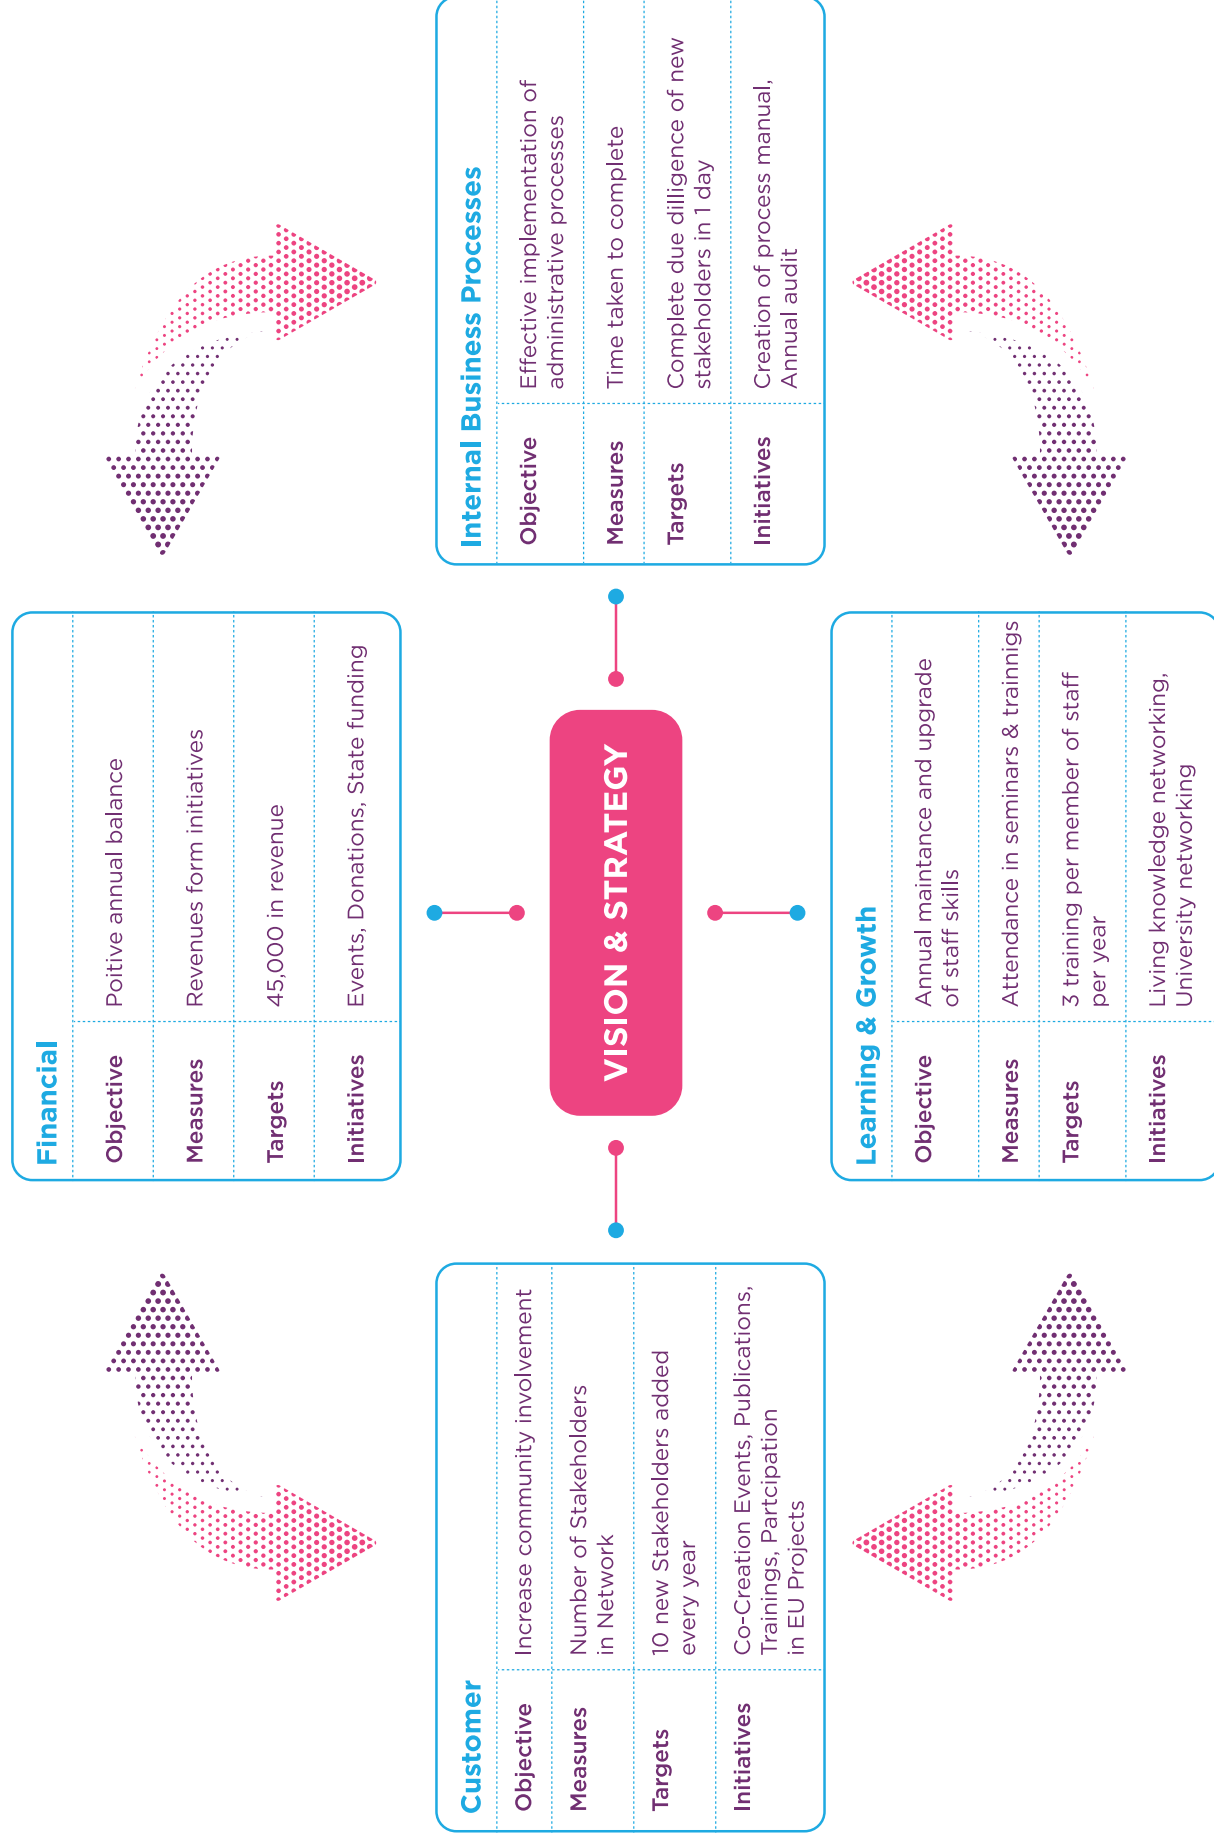 Financial
Objective
Poitive annual balance
Measures
Revenues form initiatives
Targets
45,000 in revenue
Initiatives
Events, Donations, State funding
Customer
Objective
Increase community involvement
Measures
Number of Stakeholders
in Network
Targets
10 new Stakeholders added
every year
Initiatives
Co-Creation Events, Publications,
Trainings, Partcipation
in EU Projects
VISION & STRATEGY
Internal Business Processes
Objective
Effective implementation of
administrative processes
Measures
Time taken to complete
Targets
Complete due dilligence of new
stakeholders in 1 day
Initiatives
Creation of process manual,
Annual audit
Learning & Growth
Objective
Annual maintance and upgrade
of staff skills
Measures
Attendance in seminars & trainnigs
Targets
3 training per member of staff
per year
Initiatives
Living knowledge networking,
University networking